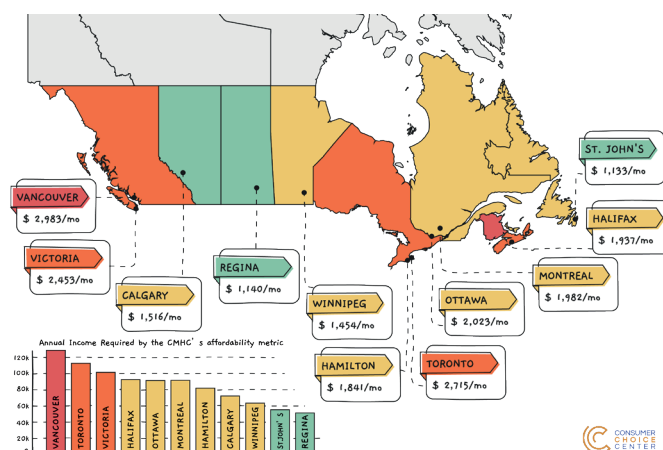 ST. JOHN'S
$ 1,133/mo
VANCOUVER
$ 2,983/mo
HALIFAX
$ 1,937/mo
VICTORIA
$ 2,453/mo
REGINA
$ 1,140/mo
MONTREAL
$ 1,982/mo
CALGARY
$ 1,516/mo
WINNIPEG
$ 1,454/mo
OTTAWA
$ 2,023/mo
HAMILTON
$ 1,841/mo
TORONTO
$ 2,715/mo
Annual Income Required by the CMHC's affordability metric
120k
100k
80k
60k
40k
20k
VANCOUVER
TORONTO
VICTORIA
HALIFAX
OTTAWA
MONTREAL
HAMILTON
CALGARY
WINNIPEG
ST.JOHN'S
REGINA
CONSUMER
CHOICE
CENTER